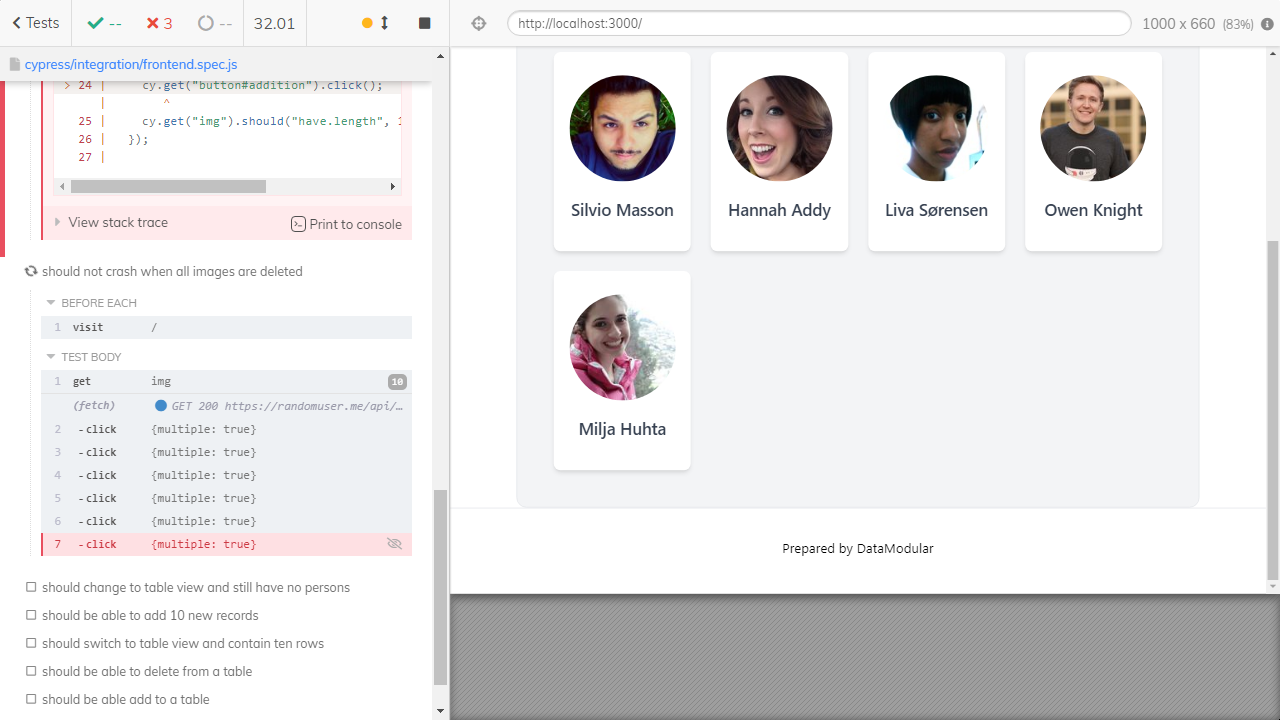 Tests -- 3 -- 32.01
http://localhost:3000/ 1000 x 660 (83%)
cypress/integration/frontend.spec.js
> 24 | cy.get("button#addition").click();
| ^
25 | cy.get("img").should("have.length", 1
26 | });
27 |
View stack trace Print to console
should not crash when all images are deleted
BEFORE EACH
1 visit /
TEST BODY
1 get img 10
(fetch) GET 200 https://randomuser.me/api/…
2 -click {multiple: true}
3 -click {multiple: true}
4 -click {multiple: true}
5 -click {multiple: true}
6 -click {multiple: true}
7 -click {multiple: true}
should change to table view and still have no persons
should be able to add 10 new records
should switch to table view and contain ten rows
should be able to delete from a table
should be able add to a table
Silvio Masson
Hannah Addy
Liva Sørensen
Owen Knight
Milja Huhta
Prepared by DataModular